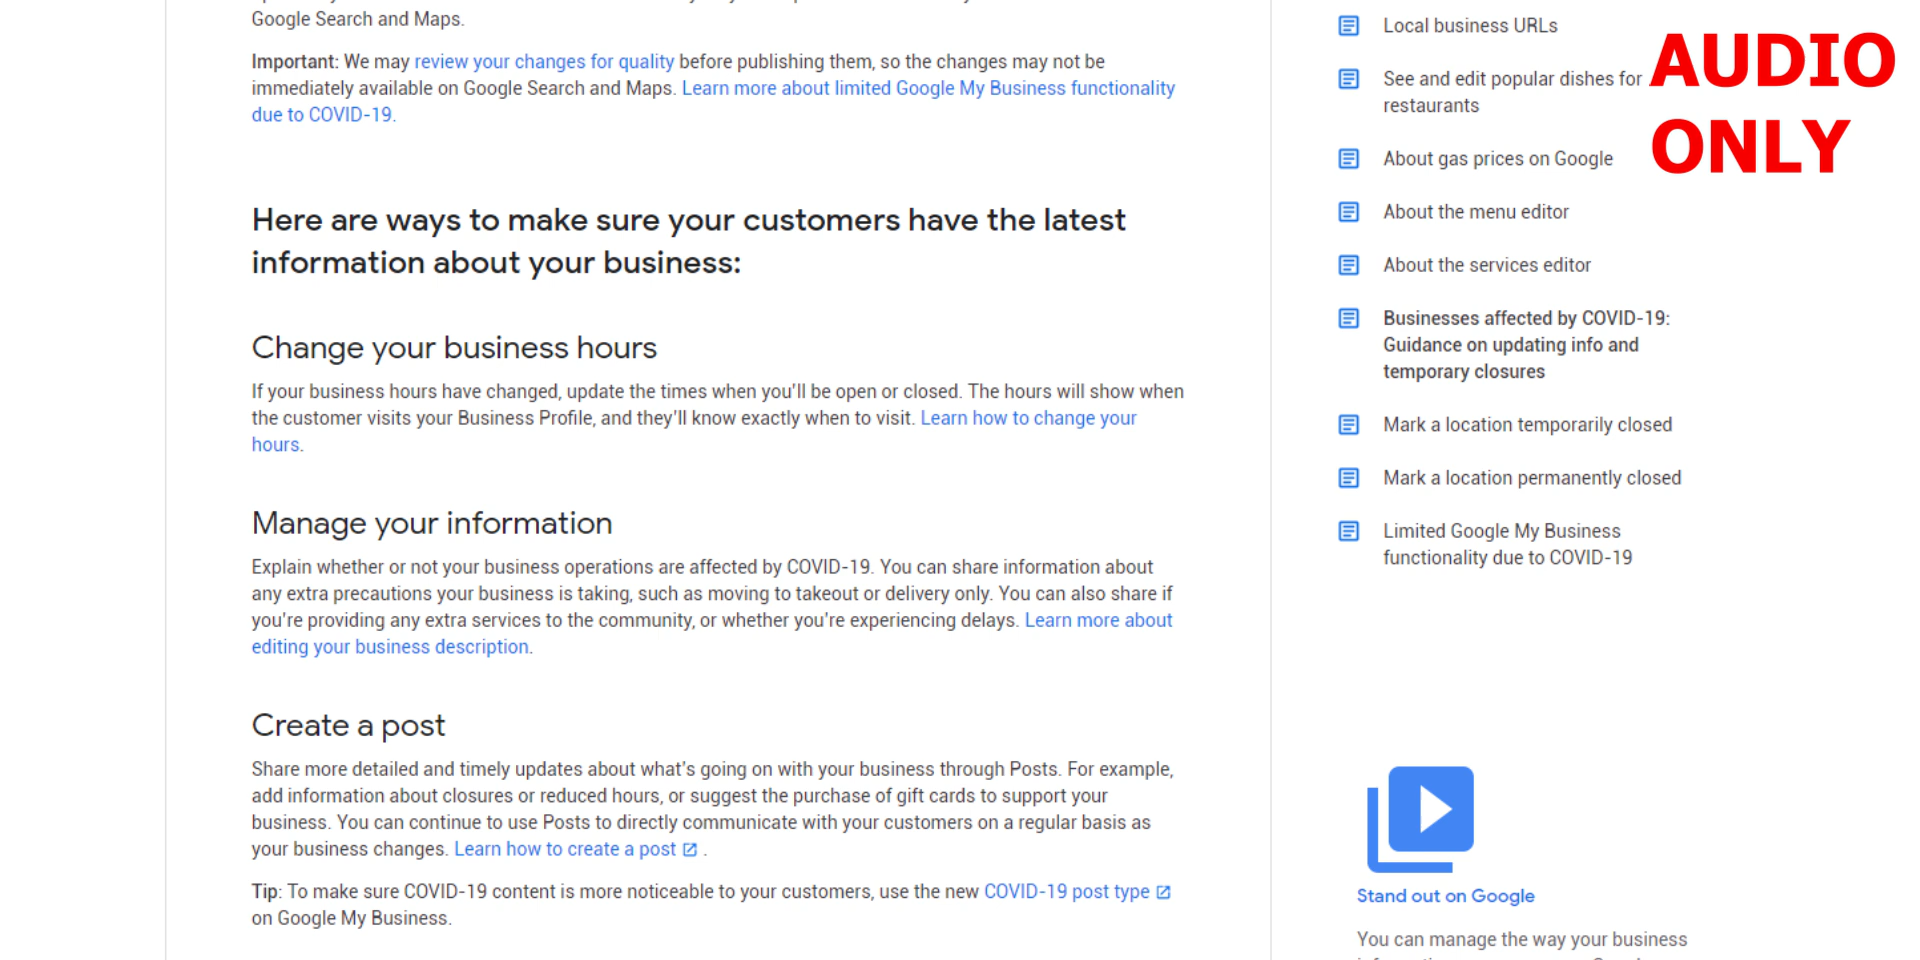 Google Search and Maps.
Important: We may review your changes for quality before publishing them, so the changes may not be
immediately available on Google Search and Maps. Learn more about limited Google My Business functionality
due to COVID-19.
Here are ways to make sure your customers have the latest
information about your business:
Change your business hours
If your business hours have changed, update the times when you'll be open or closed. The hours will show when
the customer visits your Business Profile, and they'll know exactly when to visit. Learn how to change your
hours.
Manage your information
Explain whether or not your business operations are affected by COVID-19. You can share information about
any extra precautions your business is taking, such as moving to takeout or delivery only. You can also share if
you're providing any extra services to the community, or whether you're experiencing delays. Learn more about
editing your business description.
Create a post
Share more detailed and timely updates about what's going on with your business through Posts. For example,
add information about closures or reduced hours, or suggest the purchase of gift cards to support your
business. You can continue to use Posts to directly communicate with your customers on a regular basis as
your business changes. Learn how to create a post .
Tip: To make sure COVID-19 content is more noticeable to your customers, use the new COVID-19 post type
on Google My Business.
Local business URLs
See and edit popular dishes for
restaurants
About gas prices on Google
About the menu editor
About the services editor
Businesses affected by COVID-19:
Guidance on updating info and
temporary closures
Mark a location temporarily closed
Mark a location permanently closed
Limited Google My Business
functionality due to COVID-19
Stand out on Google
You can manage the way your business
AUDIO
ONLY